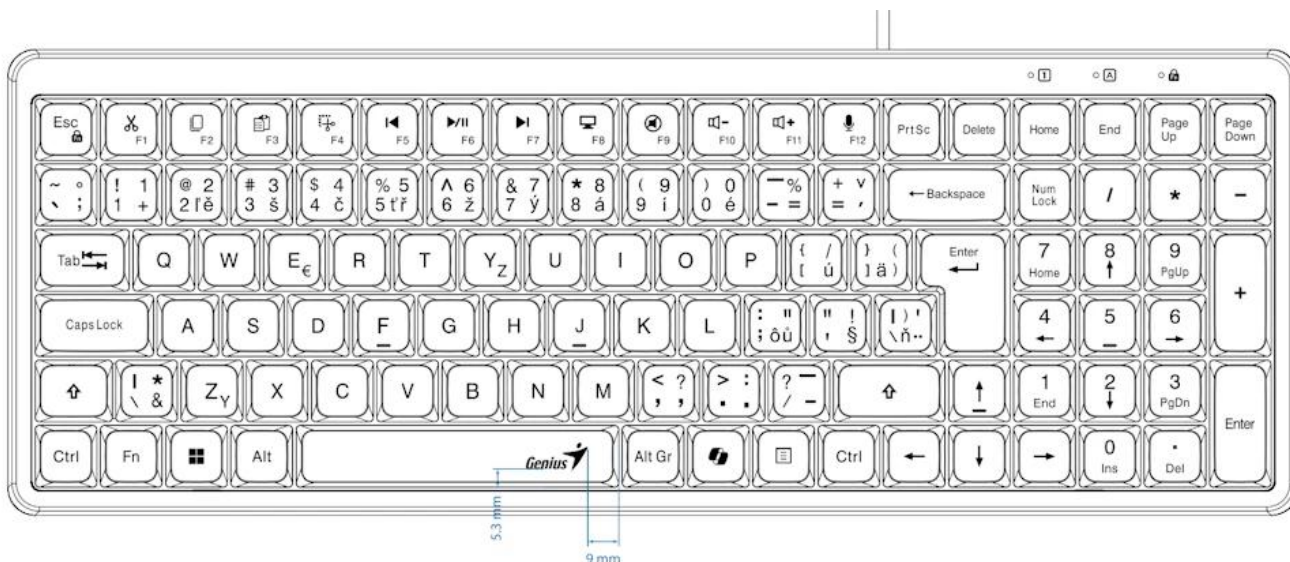 1 A
Esc F1 F2 F3 F4 F5 F6 F7 F8 F9 F10 F11 F12 PrtSc Delete Home End Page Up Page Down
~ ° ` ; ! 1 1 + @ 2 2 ľě # 3 3 š $ 4 4 č % 5 5 ťř ^ 6 6 ž & 7 7 ý * 8 8 á ( 9 9 í ) 0 0 é — % - = + ˇ = ´ ←Backspace Num Lock / * −
Tab Q W E € R T Y Z U I O P { / [ ú } ( ] ä ) Enter 7 Home 8 ↑ 9 PgUp +
Caps Lock A S D F G H J K L : " ; ô ů " ! ' § | ) ' \ ň ¨ 4 ← 5 6 →
⇧ | * \ & Z Y X C V B N M < ? , , > : . . ? — / - ⇧ ↑ 1 End 2 ↓ 3 PgDn Enter
Ctrl Fn Alt Genius Alt Gr Ctrl ← ↓ → 0 Ins . Del
5.3 mm
9 mm